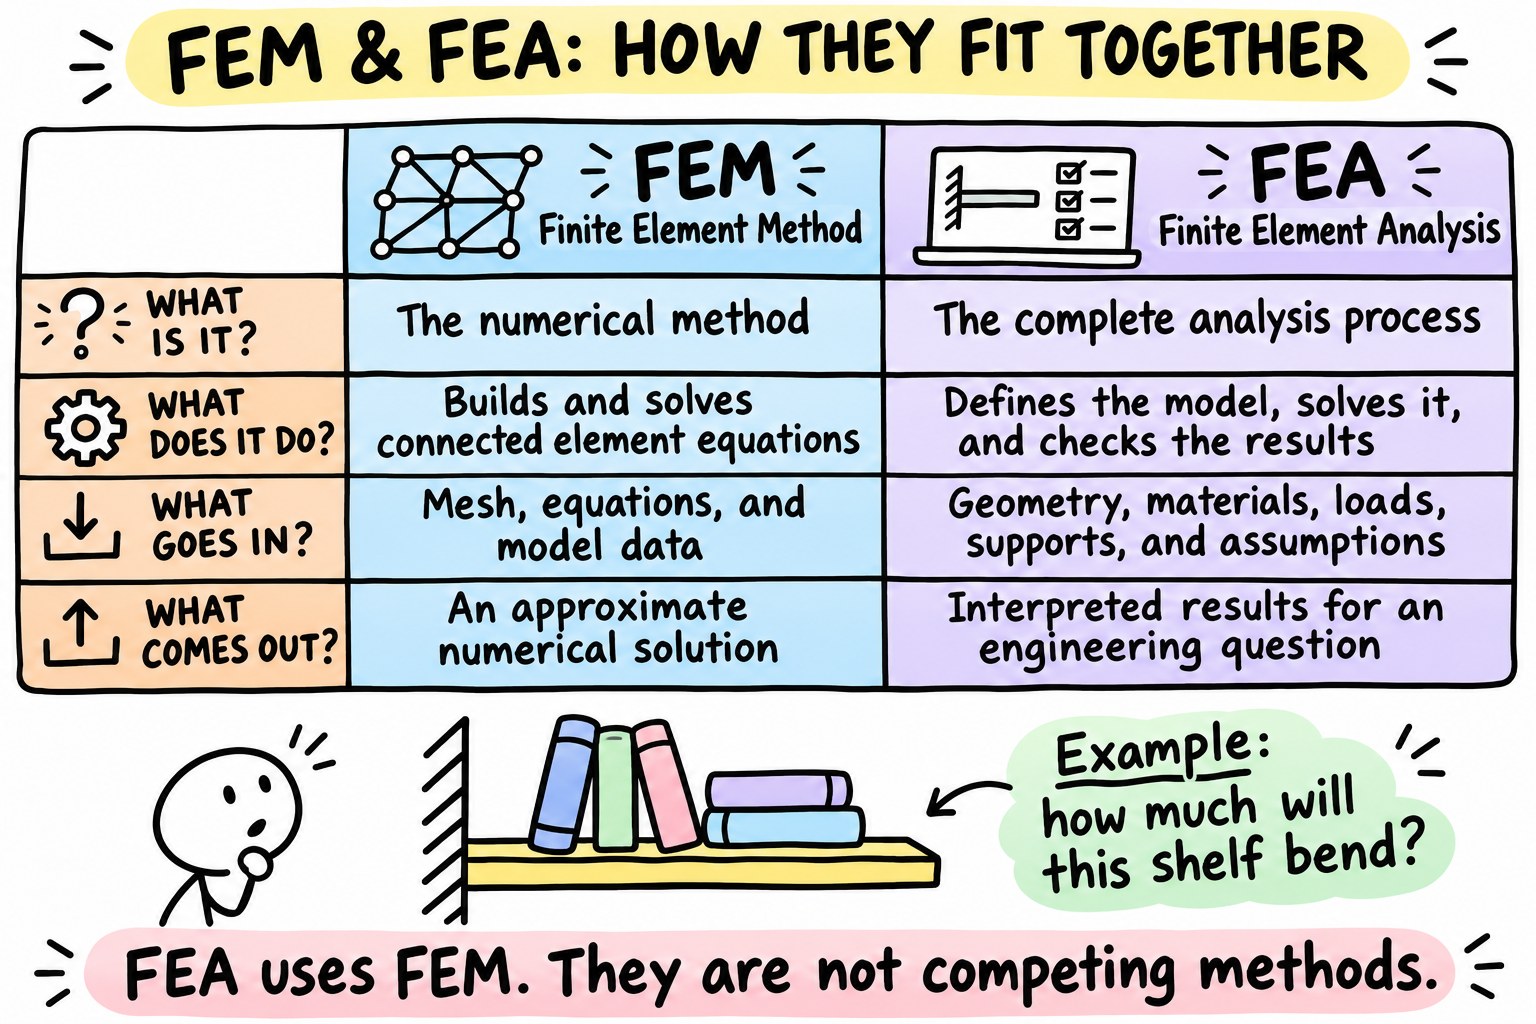 FEM & FEA: HOW THEY FIT TOGETHER
FEM
Finite Element Method
FEA
Finite Element Analysis
WHAT
IS IT?
The numerical method
The complete analysis process
WHAT
DOES IT DO?
Builds and solves
connected element equations
Defines the model, solves it,
and checks the results
WHAT
GOES IN?
Mesh, equations, and
model data
Geometry, materials, loads,
supports, and assumptions
WHAT
COMES OUT?
An approximate
numerical solution
Interpreted results for an
engineering question
Example:
how much will
this shelf bend?
FEA uses FEM. They are not competing methods.